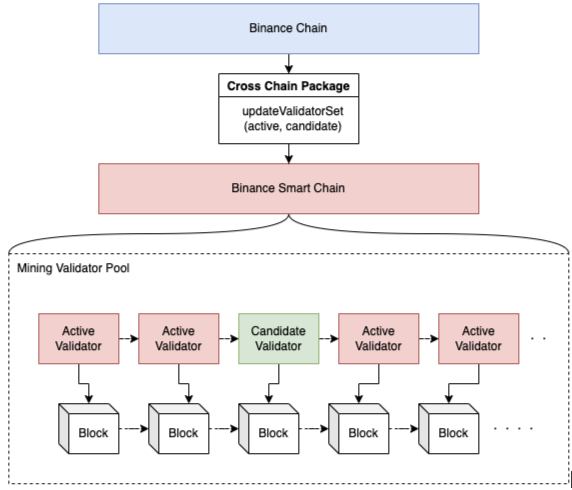 Binance Chain
Cross Chain Package
updateValidatorSet
(active, candidate)
Binance Smart Chain
Mining Validator Pool
Active
Validator
Active
Validator
Candidate
Validator
Active
Validator
Active
Validator
Block
Block
Block
Block
Block